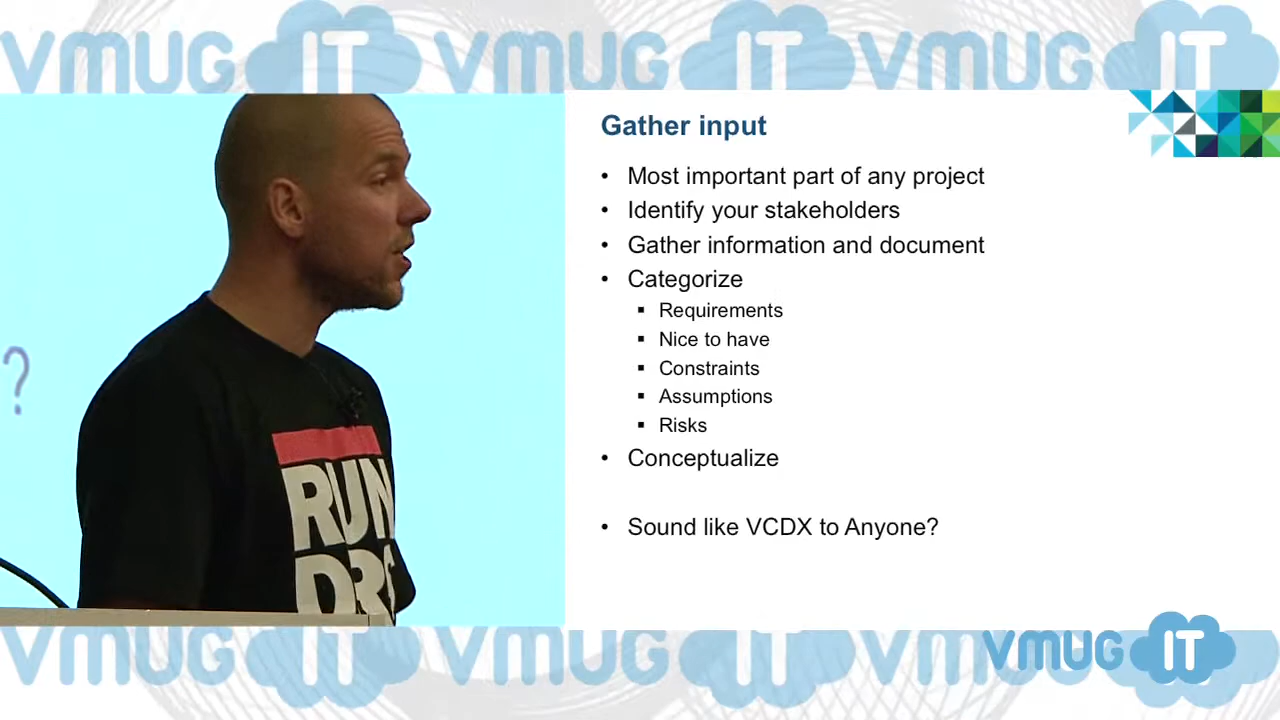 VMUG IT VMUG IT VMUG IT
Gather input
• Most important part of any project
• Identify your stakeholders
• Gather information and document
• Categorize
▪ Requirements
▪ Nice to have
▪ Constraints
▪ Assumptions
▪ Risks
• Conceptualize
• Sound like VCDX to Anyone?
?
RUN
DRS
VMUG IT VMUG IT VMUG IT